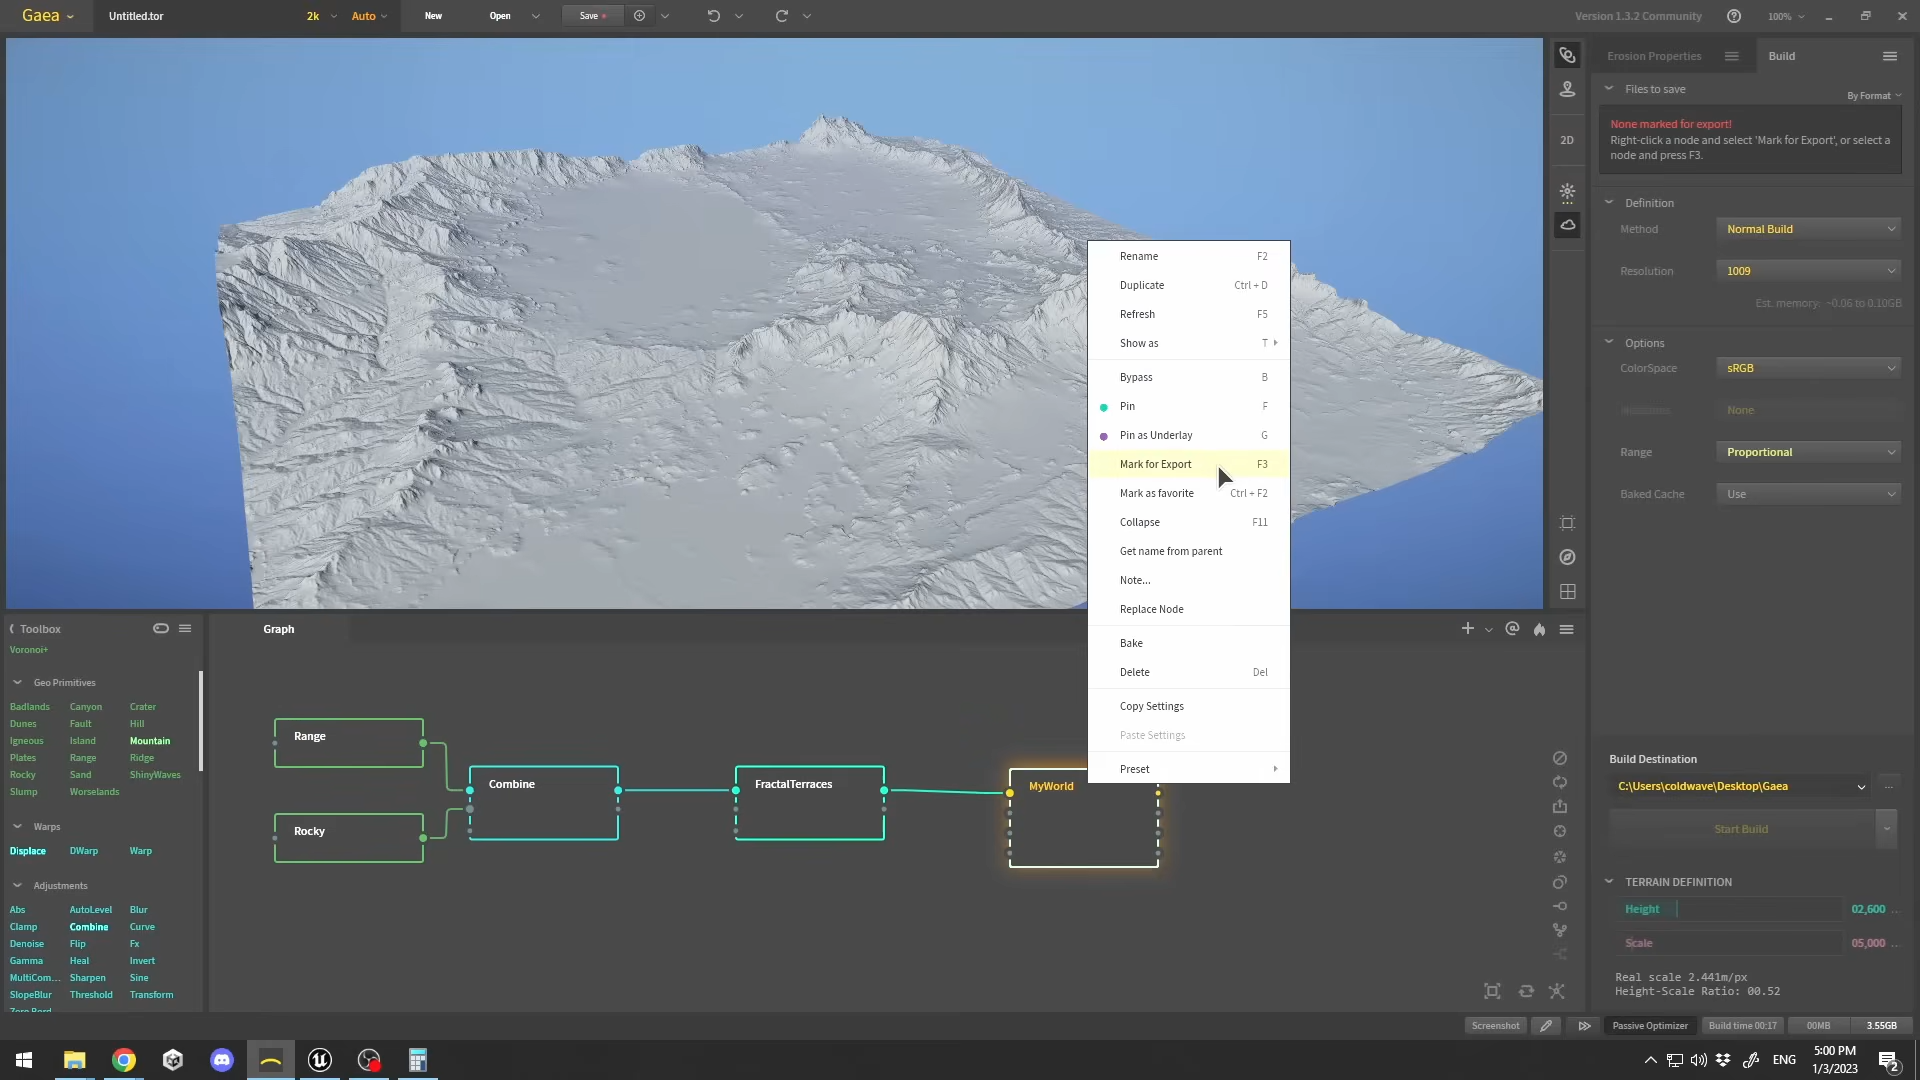 Gaea
Untitled.tor
2k
Auto
New
Open
Save
Version 1.3.2 Community
100%
Erosion Properties
Build
Files to save
By Format
None marked for export!
Right-click a node and select 'Mark for Export', or select a
node and press F3.
2D
Definition
Method
Normal Build
Resolution
1009
Est. memory: ~0.06 to 0.10GB
Options
ColorSpace
sRGB
None
Range
Proportional
Baked Cache
Use
Rename F2
Duplicate Ctrl + D
Refresh F5
Show as T
Bypass B
Pin F
Pin as Underlay G
Mark for Export F3
Mark as favorite Ctrl + F2
Collapse F11
Get name from parent
Note...
Replace Node
Bake
Delete Del
Copy Settings
Paste Settings
Preset
Toolbox
Voronoi+
Geo Primitives
Badlands Canyon Crater
Dunes Fault Hill
Igneous Island Mountain
Plates Range Ridge
Rocky Sand ShinyWaves
Slump Worselands
Warps
Displace DWarp Warp
Adjustments
Abs AutoLevel Blur
Clamp Combine Curve
Denoise Flip Fx
Gamma Heal Invert
MultiCom... Sharpen Sine
SlopeBlur Threshold Transform
Graph
Range
Rocky
Combine
FractalTerraces
MyWorld
Build Destination
C:\Users\coldwave\Desktop\Gaea
...
Start Build
TERRAIN DEFINITION
Height 02,600 ...
Scale 05,000 ...
Real scale 2.441m/px
Height-Scale Ratio: 00.52
Screenshot
Passive Optimizer
Build time 00:17
00MB
3.55GB
ENG
5:00 PM
1/3/2023
2